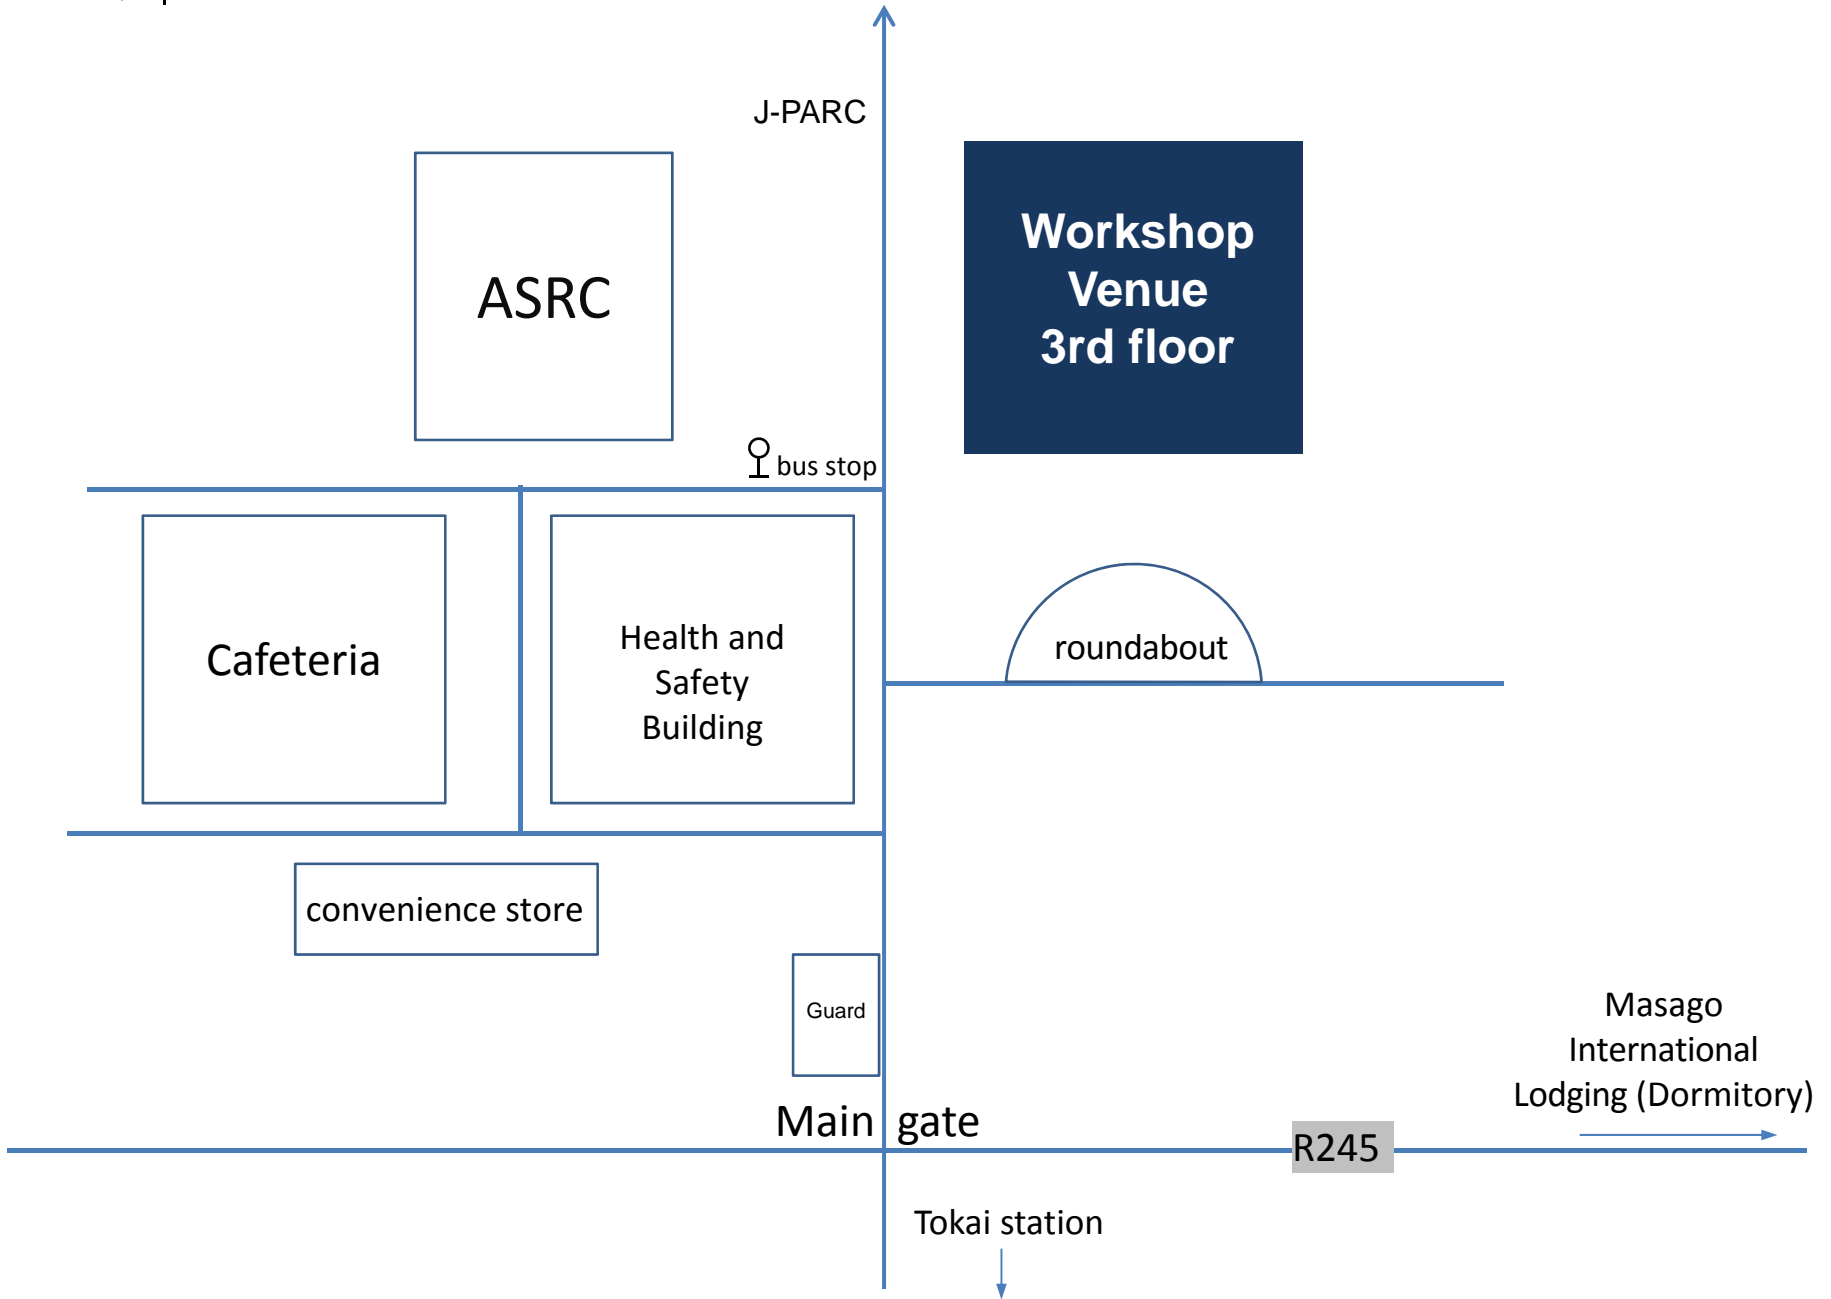 J-PARC
Workshop
Venue
3rd floor
ASRC
bus stop
Cafeteria
Health and
Safety
Building
roundabout
convenience store
Guard
Masago
International
Lodging (Dormitory)
Main gate
R245
Tokai station